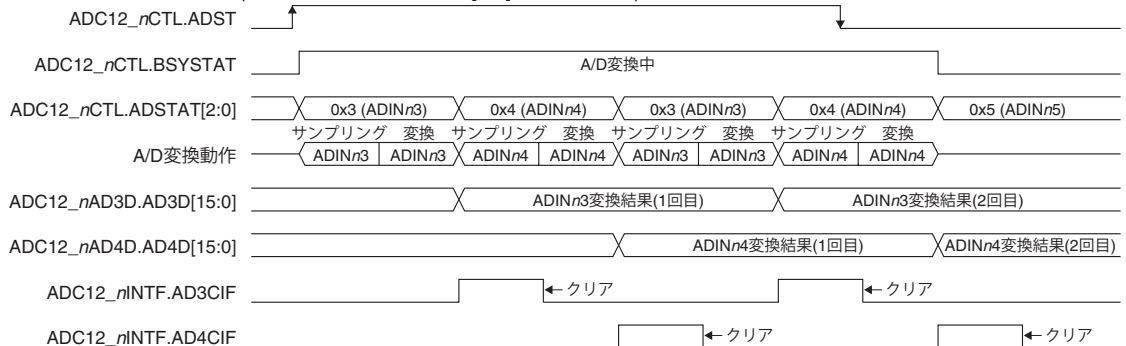 ADC12_nCTL.ADST
ADC12_nCTL.BSYSTAT A/D変換中
ADC12_nCTL.ADSTAT[2:0] 0x3 (ADINn3) 0x4 (ADINn4) 0x3 (ADINn3) 0x4 (ADINn4) 0x5 (ADINn5)
サンプリング 変換 サンプリング 変換 サンプリング 変換 サンプリング 変換
A/D変換動作 ADINn3 ADINn3 ADINn4 ADINn4 ADINn3 ADINn3 ADINn4 ADINn4
ADC12_nAD3D.AD3D[15:0] ADINn3変換結果(1回目) ADINn3変換結果(2回目)
ADC12_nAD4D.AD4D[15:0] ADINn4変換結果(1回目) ADINn4変換結果(2回目)
ADC12_nINTF.AD3CIF クリア クリア
ADC12_nINTF.AD4CIF クリア クリア